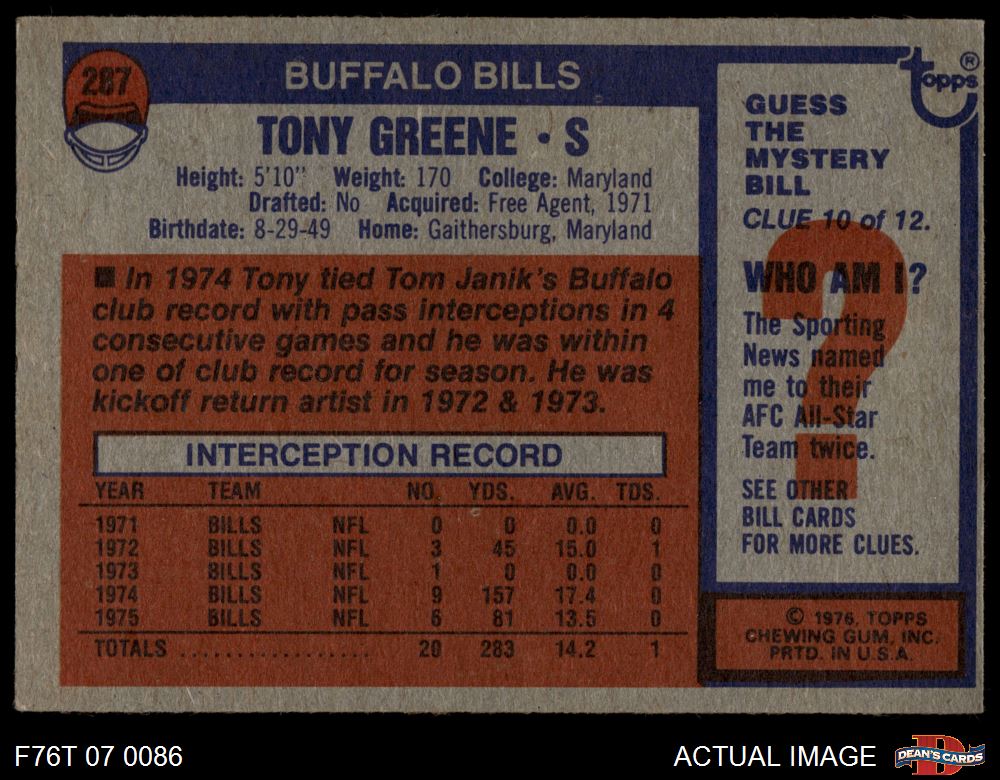 287
BUFFALO BILLS
TONY GREENE • S
Height: 5'10" Weight: 170 College: Maryland
Drafted: No Acquired: Free Agent, 1971
Birthdate: 8-29-49 Home: Gaithersburg, Maryland
■ In 1974 Tony tied Tom Janik's Buffalo
club record with pass interceptions in 4
consecutive games and he was within
one of club record for season. He was
kickoff return artist in 1972 & 1973.
INTERCEPTION RECORD
YEAR TEAM NO. YDS. AVG. TDS.
1971 BILLS NFL 0 0 0.0 0
1972 BILLS NFL 3 45 15.0 1
1973 BILLS NFL 1 0 0.0 0
1974 BILLS NFL 9 157 17.4 0
1975 BILLS NFL 6 81 13.5 0
TOTALS .................. 20 283 14.2 1
topps ®
GUESS
THE
MYSTERY
BILL
CLUE 10 of 12.
?
WHO AM I?
The Sporting
News named
me to their
AFC All-Star
Team twice.
SEE OTHER
BILL CARDS
FOR MORE CLUES.
© 1976, TOPPS
CHEWING GUM, INC.
PRTD. IN U.S.A.
F76T 07 0086
ACTUAL IMAGE
D
DEAN'S CARDS